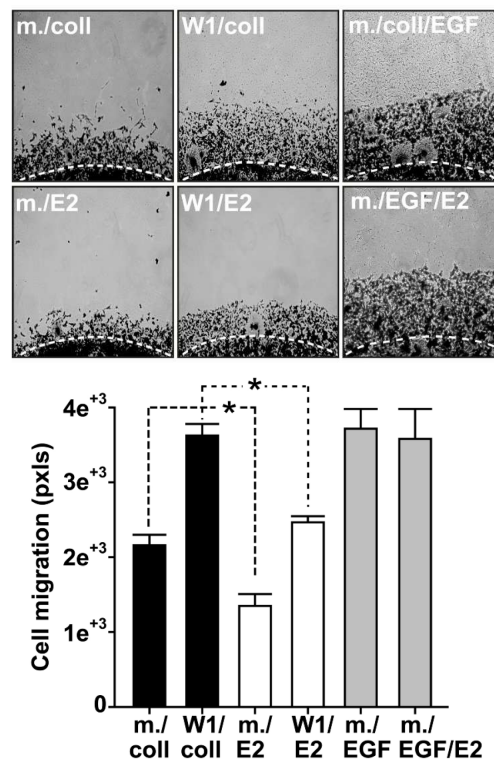 m./coll
W1/coll
m./coll/EGF
m./E2
W1/E2
m./EGF/E2
*
*
Cell migration (pxls)
4e+3
3e+3
2e+3
1e+3
0
m./ W1/ m./ W1/ m./ m./
coll coll E2 E2 EGF EGF/E2